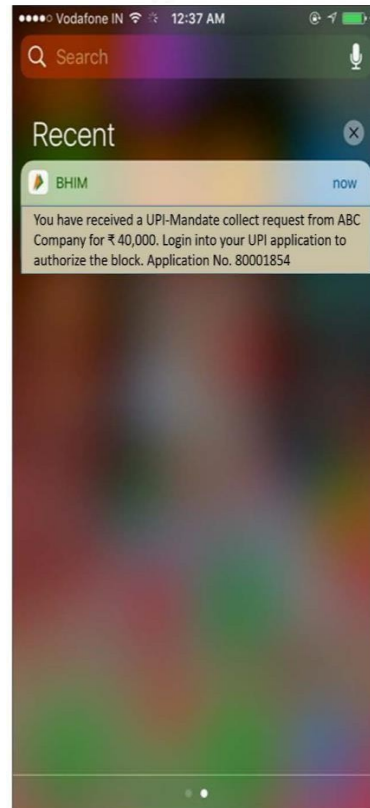 Vodafone IN 12:37 AM
Search
Recent
BHIM now
You have received a UPI-Mandate collect request from ABC
Company for ₹ 40,000. Login into your UPI application to
authorize the block. Application No. 80001854